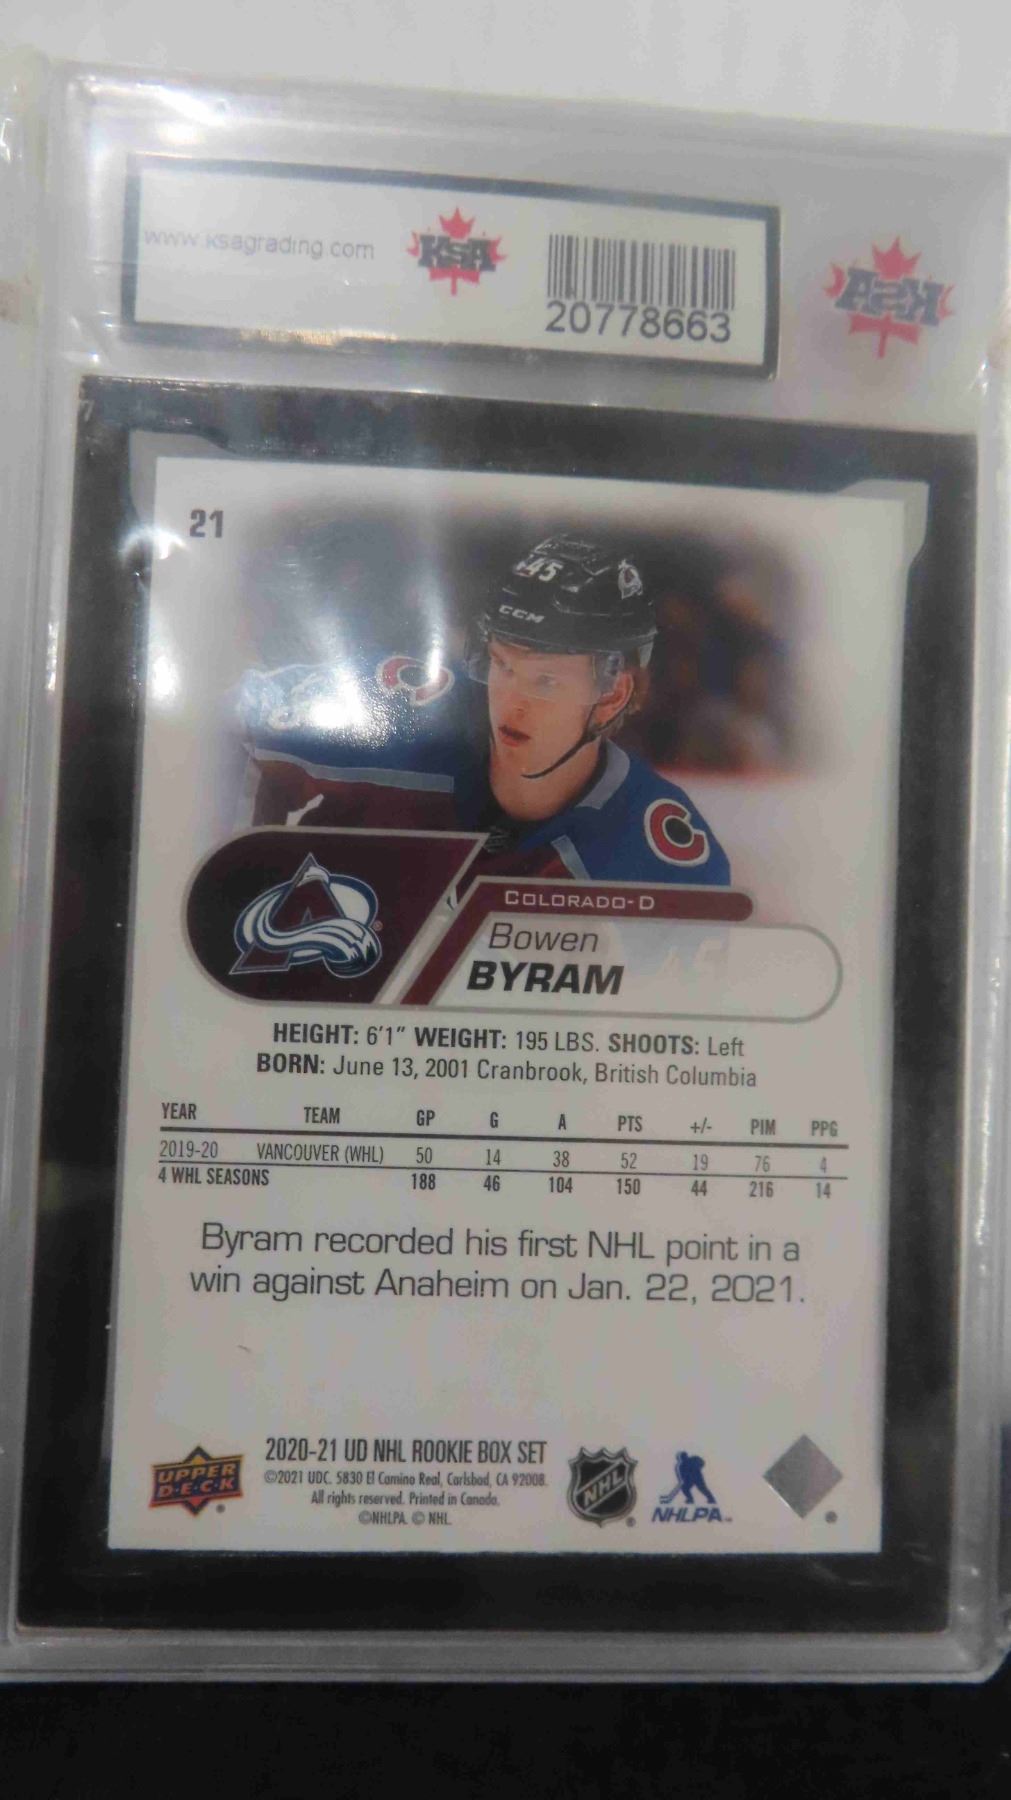 www.ksagrading.com
KSA
20778663
KSA
21
45
CCM
COLORADO-D
Bowen
BYRAM
HEIGHT: 6'1" WEIGHT: 195 LBS. SHOOTS: Left
BORN: June 13, 2001 Cranbrook, British Columbia
YEAR TEAM GP G A PTS +/- PIM PPG
2019-20 VANCOUVER (WHL) 50 14 38 52 19 76 4
4 WHL SEASONS 188 46 104 150 44 216 14
Byram recorded his first NHL point in a
win against Anaheim on Jan. 22, 2021.
UPPER
D·E·C·K
2020-21 UD NHL ROOKIE BOX SET
©2021 UDC. 5830 El Camino Real, Carlsbad, CA 92008.
All rights reserved. Printed in Canada.
©NHLPA. © NHL.
NHL
NHLPA